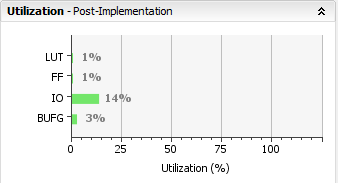 Utilization - Post-Implementation
LUT 1%
FF 1%
IO 14%
BUFG 3%
0 25 50 75 100
Utilization (%)